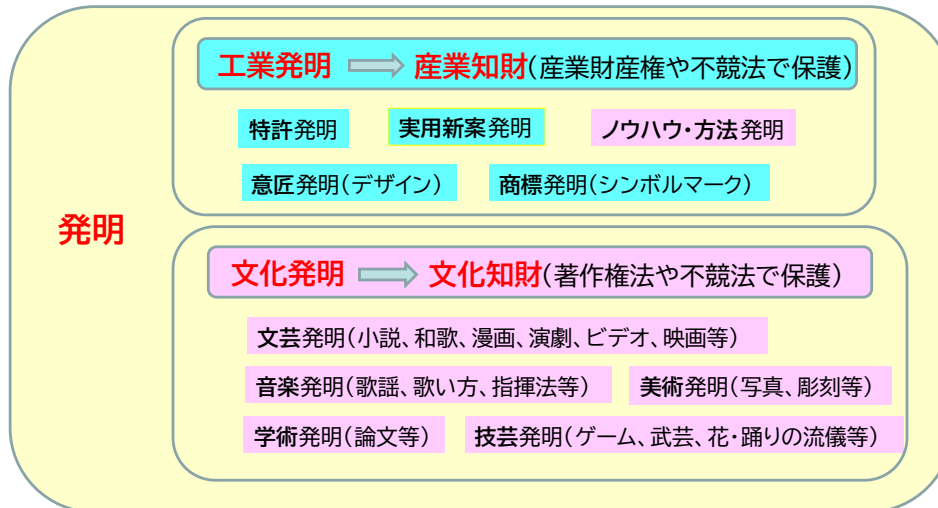 工業発明 → 産業知財(産業財産権や不競法で保護)
特許発明 実用新案発明 ノウハウ・方法発明
意匠発明(デザイン) 商標発明(シンボルマーク)
発明
文化発明 → 文化知財(著作権法や不競法で保護)
文芸発明(小説、和歌、漫画、演劇、ビデオ、映画等)
音楽発明(歌謡、歌い方、指揮法等) 美術発明(写真、彫刻等)
学術発明(論文等) 技芸発明(ゲーム、武芸、花・踊りの流儀等)